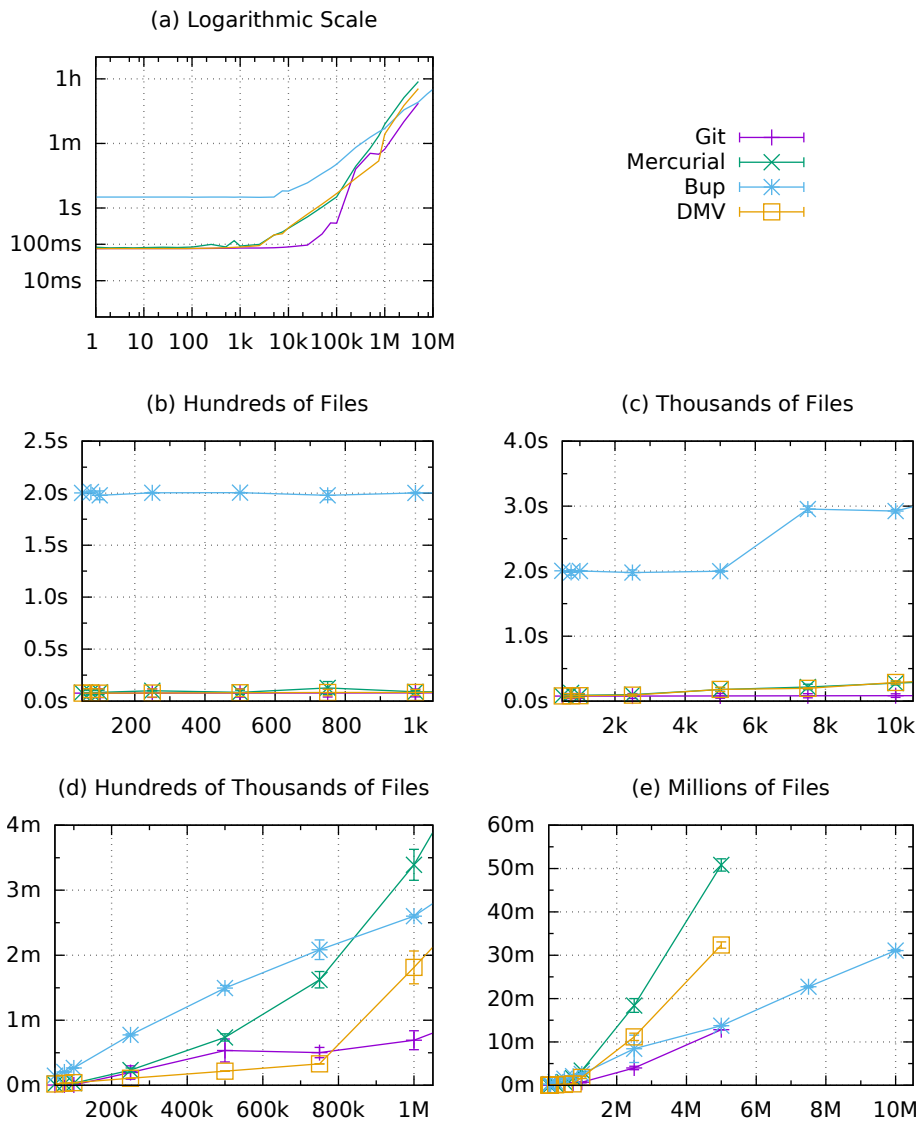 (a) Logarithmic Scale
1h
1m
1s
100ms
10ms
1 10 100 1k 10k 100k 1M 10M
Git
Mercurial
Bup
DMV
(b) Hundreds of Files
2.5s
2.0s
1.5s
1.0s
0.5s
0.0s
200 400 600 800 1k
(c) Thousands of Files
4.0s
3.0s
2.0s
1.0s
0.0s
2k 4k 6k 8k 10k
(d) Hundreds of Thousands of Files
4m
3m
2m
1m
0m
200k 400k 600k 800k 1M
(e) Millions of Files
60m
50m
40m
30m
20m
10m
0m
2M 4M 6M 8M 10M